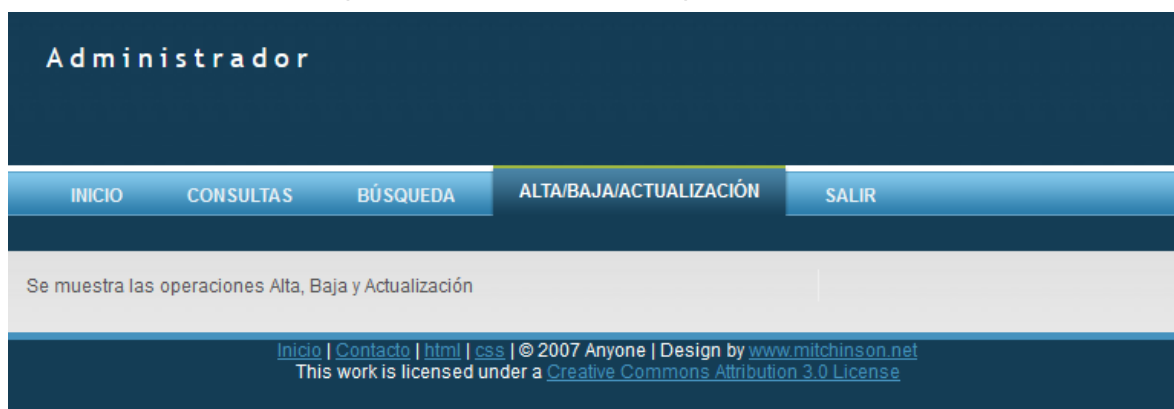 Administrador
INICIO CONSULTAS BÚSQUEDA ALTA/BAJA/ACTUALIZACIÓN SALIR
Se muestra las operaciones Alta, Baja y Actualización
Inicio | Contacto | html | css | © 2007 Anyone | Design by www.mitchinson.net
This work is licensed under a Creative Commons Attribution 3.0 License